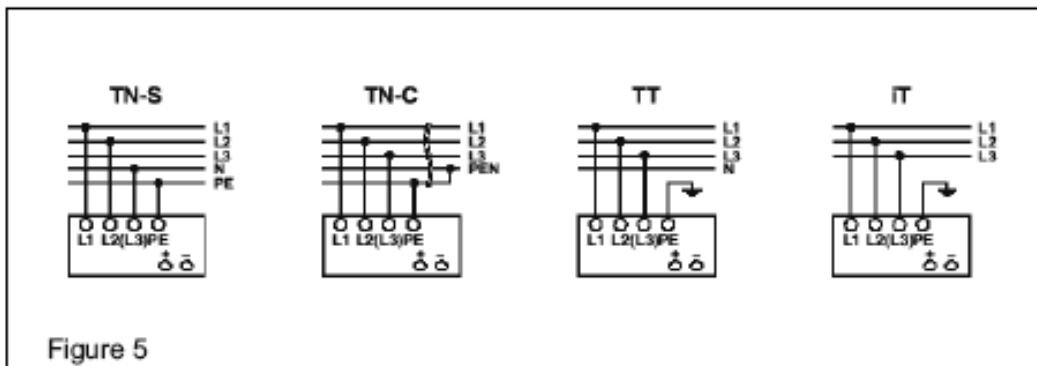 TN-S TN-C TT iT
L1 L1 L1 L1
L2 L2 L2 L2
L3 L3 L3 L3
N PEN N
PE
L1 L2(L3)PE L1 L2(L3)PE L1 L2(L3)PE L1 L2(L3)PE
+ - + - + - + -
Figure 5